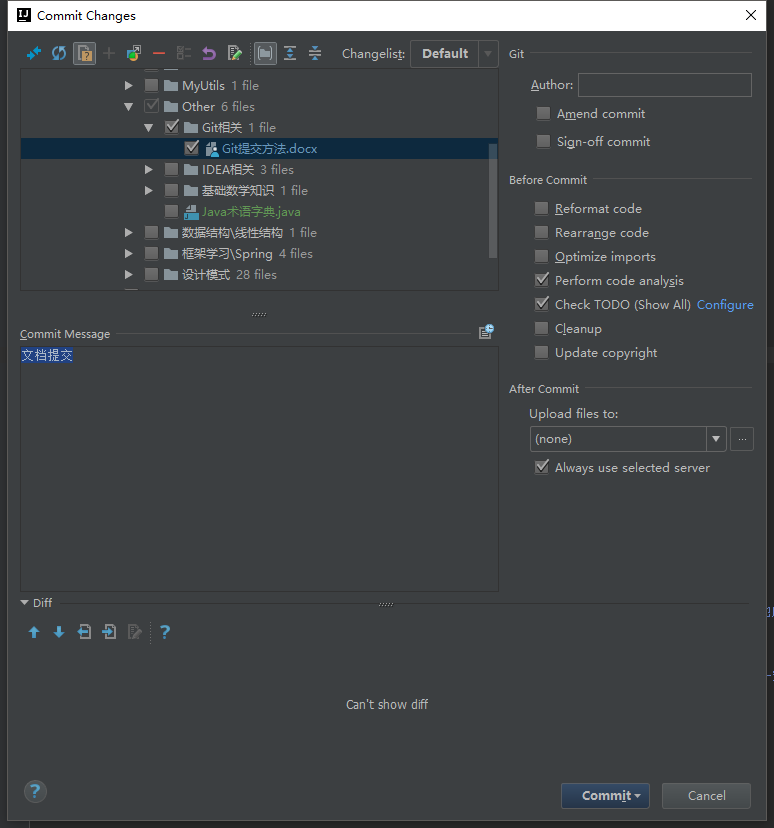 Commit Changes
Changelist: Default
MyUtils 1 file
Other 6 files
Git相关 1 file
Git提交方法.docx
IDEA相关 3 files
基础数学知识 1 file
Java术语字典.java
数据结构\线性结构 1 file
框架学习\Spring 4 files
设计模式 28 files
Commit Message
文档提交
Git
Author:
Amend commit
Sign-off commit
Before Commit
Reformat code
Rearrange code
Optimize imports
Perform code analysis
Check TODO (Show All) Configure
Cleanup
Update copyright
After Commit
Upload files to:
(none)
...
Always use selected server
Diff
?
Can't show diff
?
Commit
Cancel